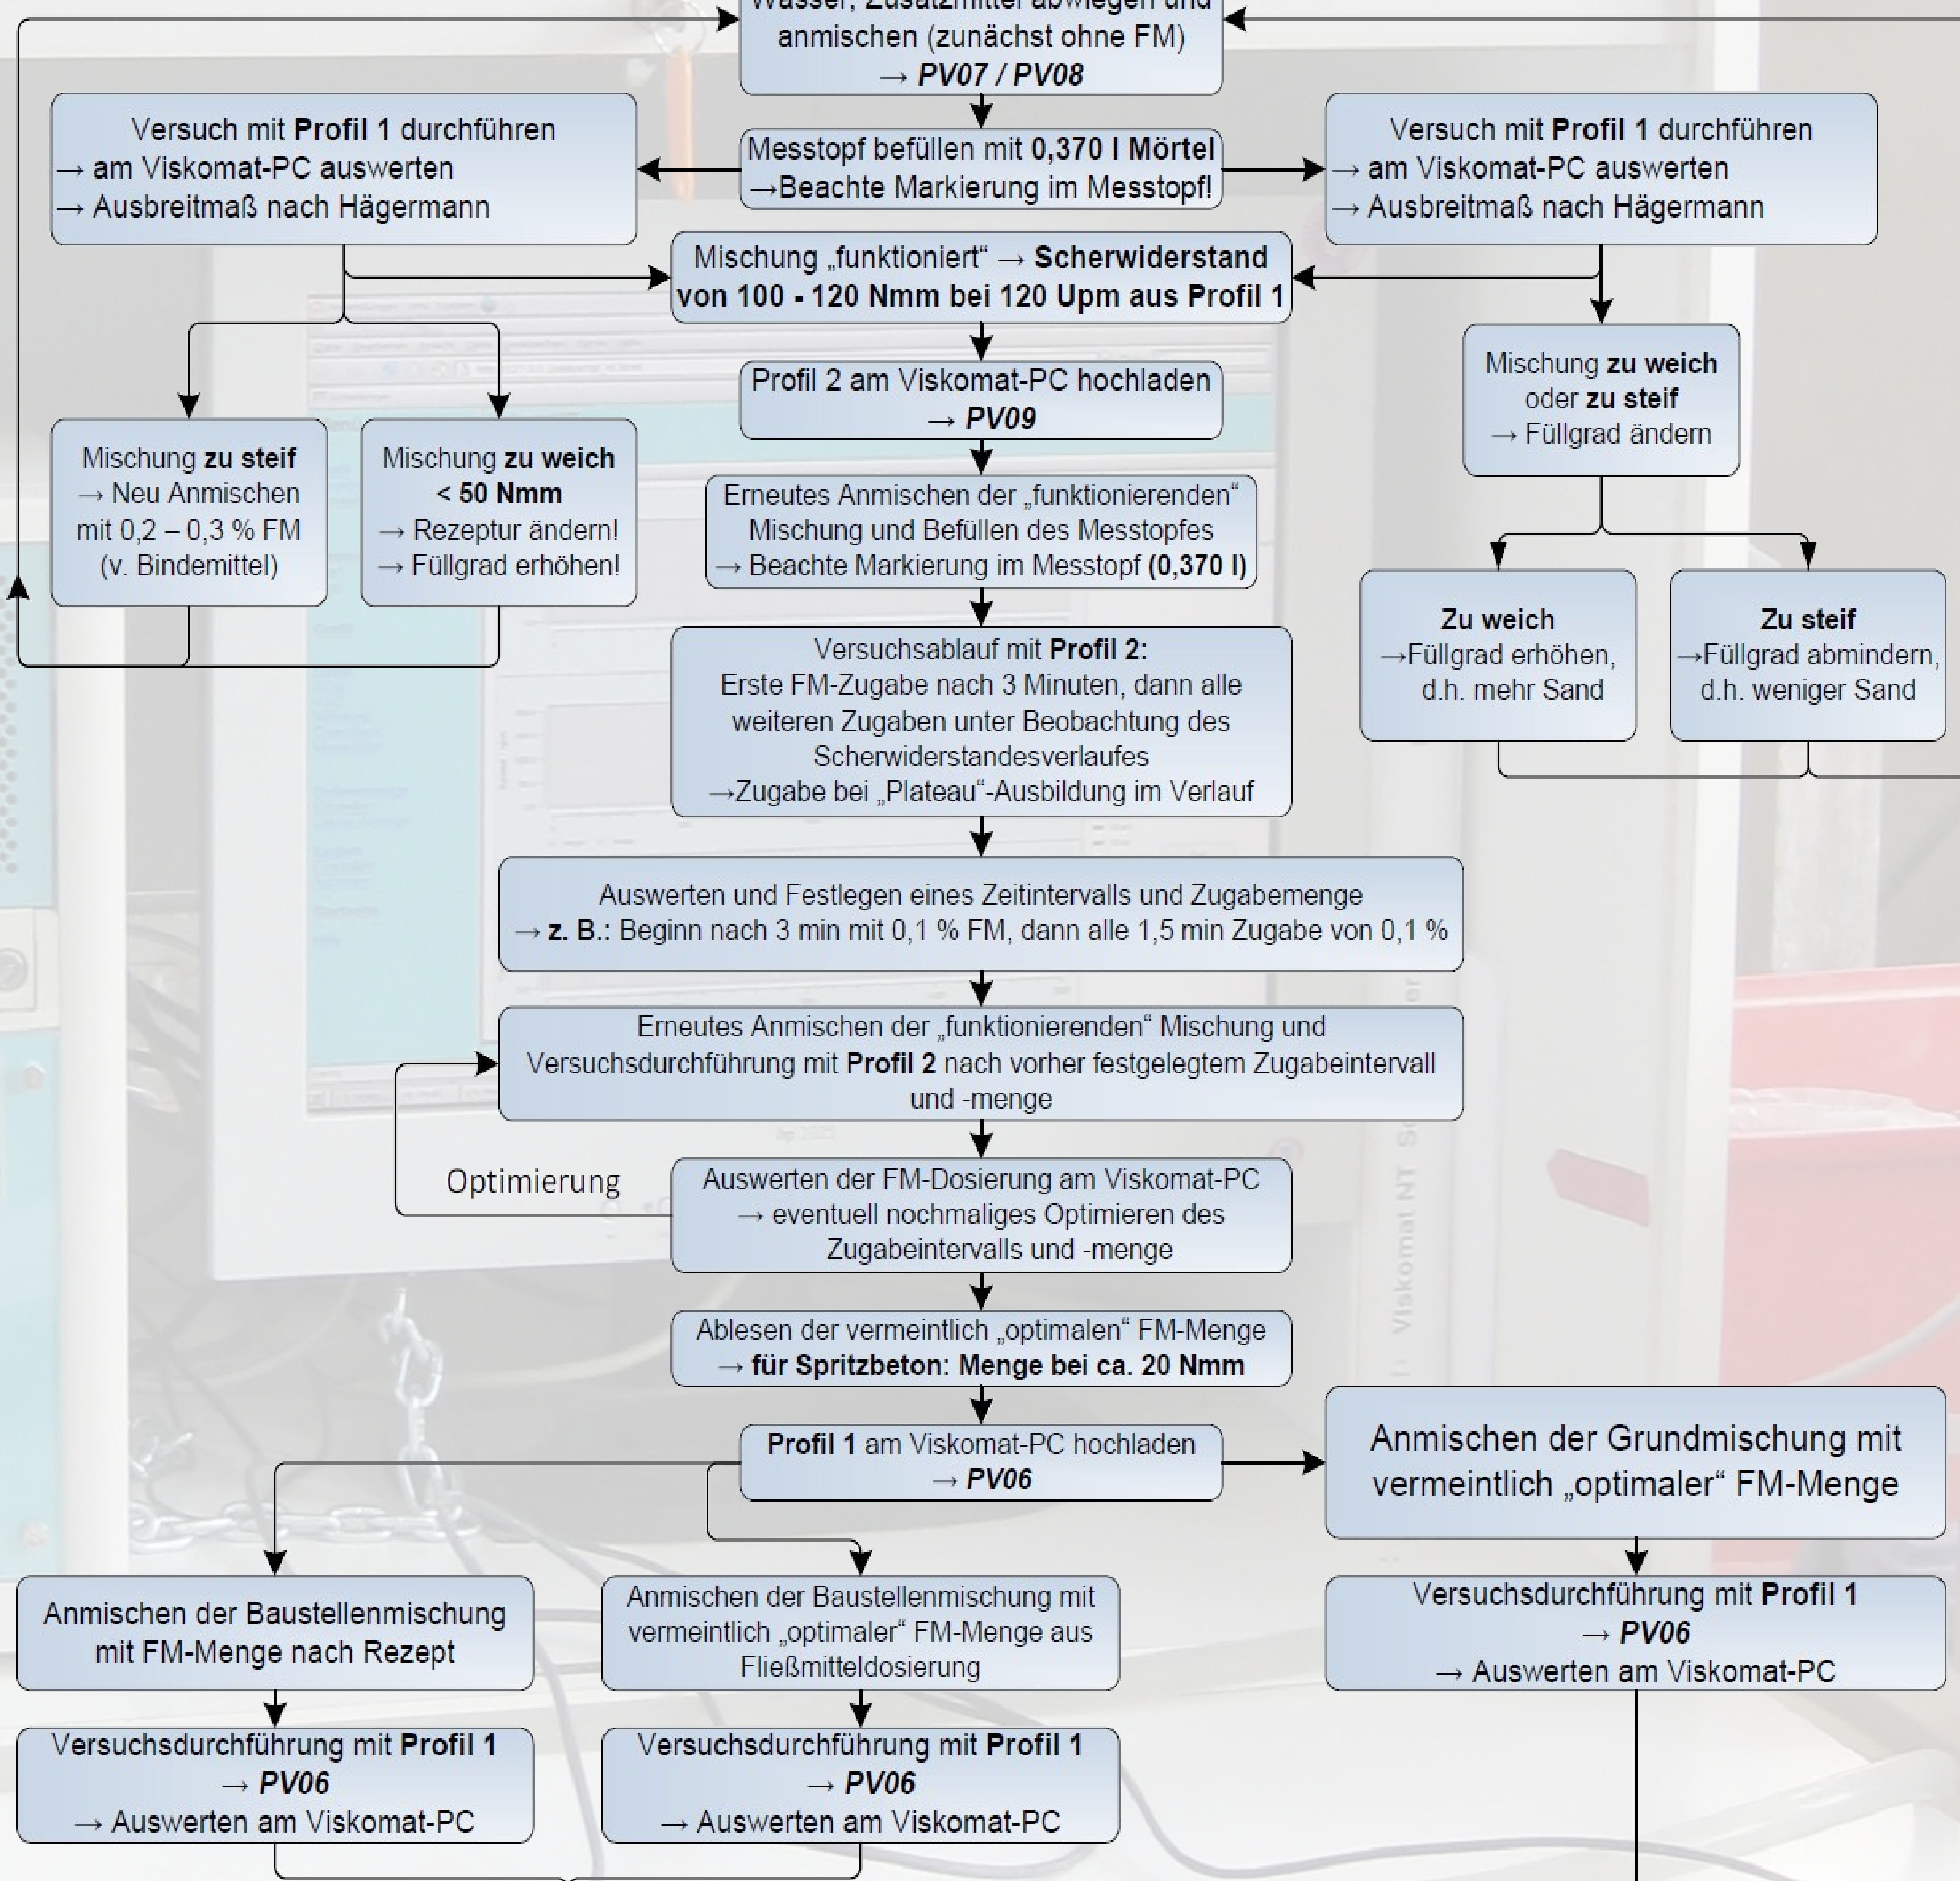 Wasser, Zusatzmittel abwiegen und
anmischen (zunächst ohne FM)
→ PV07 / PV08
Versuch mit Profil 1 durchführen
→ am Viskomat-PC auswerten
→ Ausbreitmaß nach Hägermann
Messtopf befüllen mit 0,370 l Mörtel
→Beachte Markierung im Messtopf!
Versuch mit Profil 1 durchführen
→ am Viskomat-PC auswerten
→ Ausbreitmaß nach Hägermann
Mischung „funktioniert“ → Scherwiderstand
von 100 - 120 Nmm bei 120 Upm aus Profil 1
Profil 2 am Viskomat-PC hochladen
→ PV09
Mischung zu weich
oder zu steif
→ Füllgrad ändern
Mischung zu steif
→ Neu Anmischen
mit 0,2 – 0,3 % FM
(v. Bindemittel)
Mischung zu weich
< 50 Nmm
→ Rezeptur ändern!
→ Füllgrad erhöhen!
Erneutes Anmischen der „funktionierenden“
Mischung und Befüllen des Messtopfes
→ Beachte Markierung im Messtopf (0,370 l)
Zu weich
→Füllgrad erhöhen,
d.h. mehr Sand
Zu steif
→Füllgrad abmindern,
d.h. weniger Sand
Versuchsablauf mit Profil 2:
Erste FM-Zugabe nach 3 Minuten, dann alle
weiteren Zugaben unter Beobachtung des
Scherwiderstandesverlaufes
→Zugabe bei „Plateau“-Ausbildung im Verlauf
Auswerten und Festlegen eines Zeitintervalls und Zugabemenge
→ z. B.: Beginn nach 3 min mit 0,1 % FM, dann alle 1,5 min Zugabe von 0,1 %
Erneutes Anmischen der „funktionierenden“ Mischung und
Versuchsdurchführung mit Profil 2 nach vorher festgelegtem Zugabeintervall
und -menge
Optimierung
Auswerten der FM-Dosierung am Viskomat-PC
→ eventuell nochmaliges Optimieren des
Zugabeintervalls und -menge
Viskomat NT
Ablesen der vermeintlich „optimalen“ FM-Menge
→ für Spritzbeton: Menge bei ca. 20 Nmm
Profil 1 am Viskomat-PC hochladen
→ PV06
Anmischen der Grundmischung mit
vermeintlich „optimaler“ FM-Menge
Anmischen der Baustellenmischung
mit FM-Menge nach Rezept
Anmischen der Baustellenmischung mit
vermeintlich „optimaler“ FM-Menge aus
Fließmitteldosierung
Versuchsdurchführung mit Profil 1
→ PV06
→ Auswerten am Viskomat-PC
Versuchsdurchführung mit Profil 1
→ PV06
→ Auswerten am Viskomat-PC
Versuchsdurchführung mit Profil 1
→ PV06
→ Auswerten am Viskomat-PC